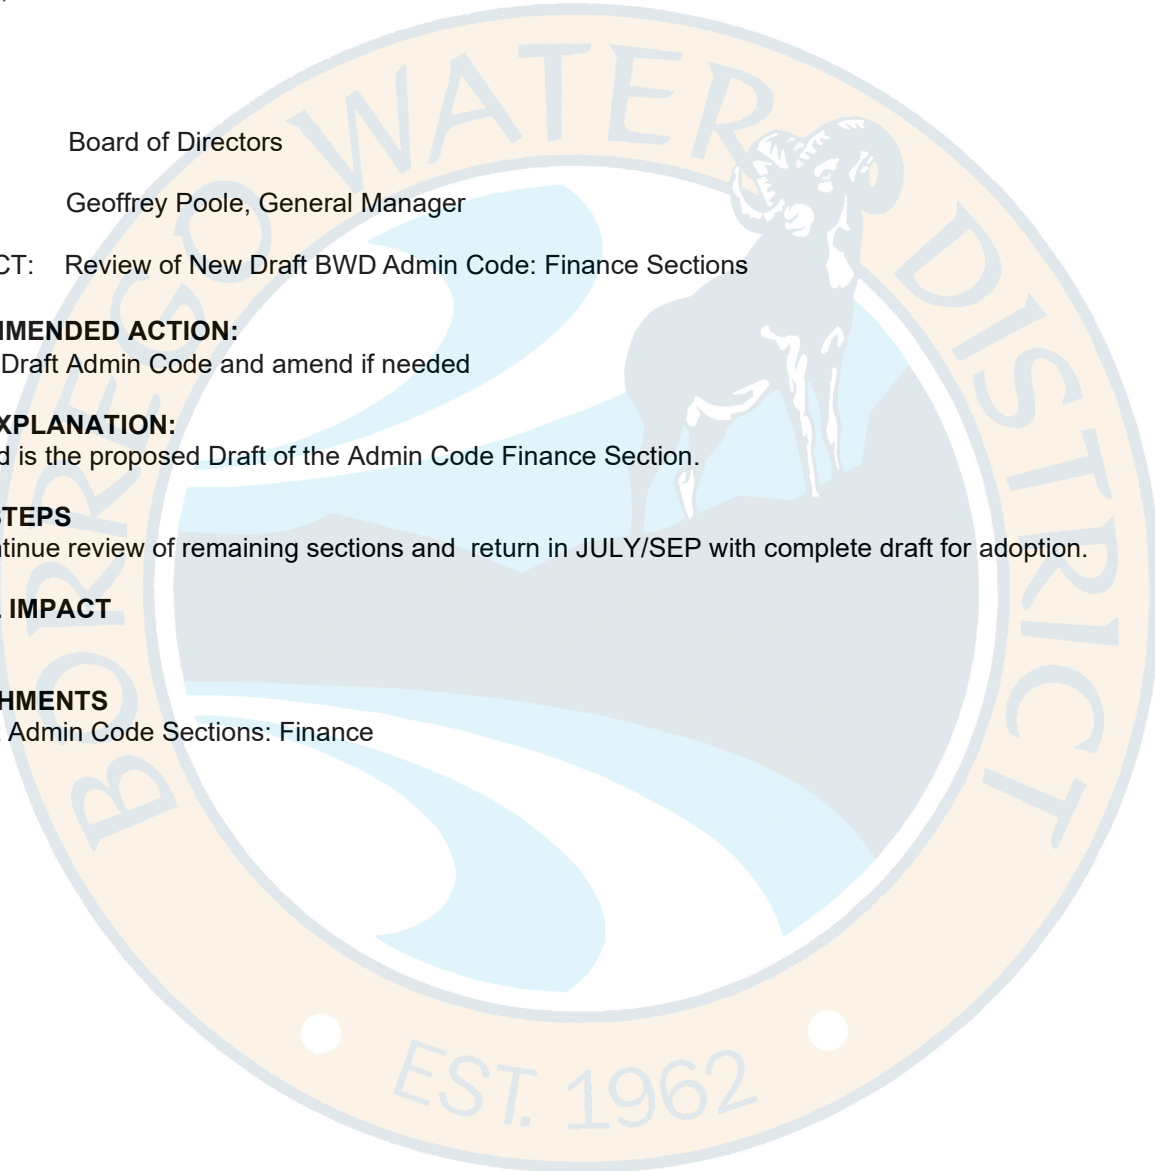 Board of Directors
Geoffrey Poole, General Manager
CT: Review of New Draft BWD Admin Code: Finance Sections
MMENDED ACTION:
Draft Admin Code and amend if needed
XPLANATION:
d is the proposed Draft of the Admin Code Finance Section.
STEPS
tinue review of remaining sections and return in JULY/SEP with complete draft for adoption.
IMPACT
HMENTS
Admin Code Sections: Finance
BORREGO WATER DISTRICT
EST. 1962